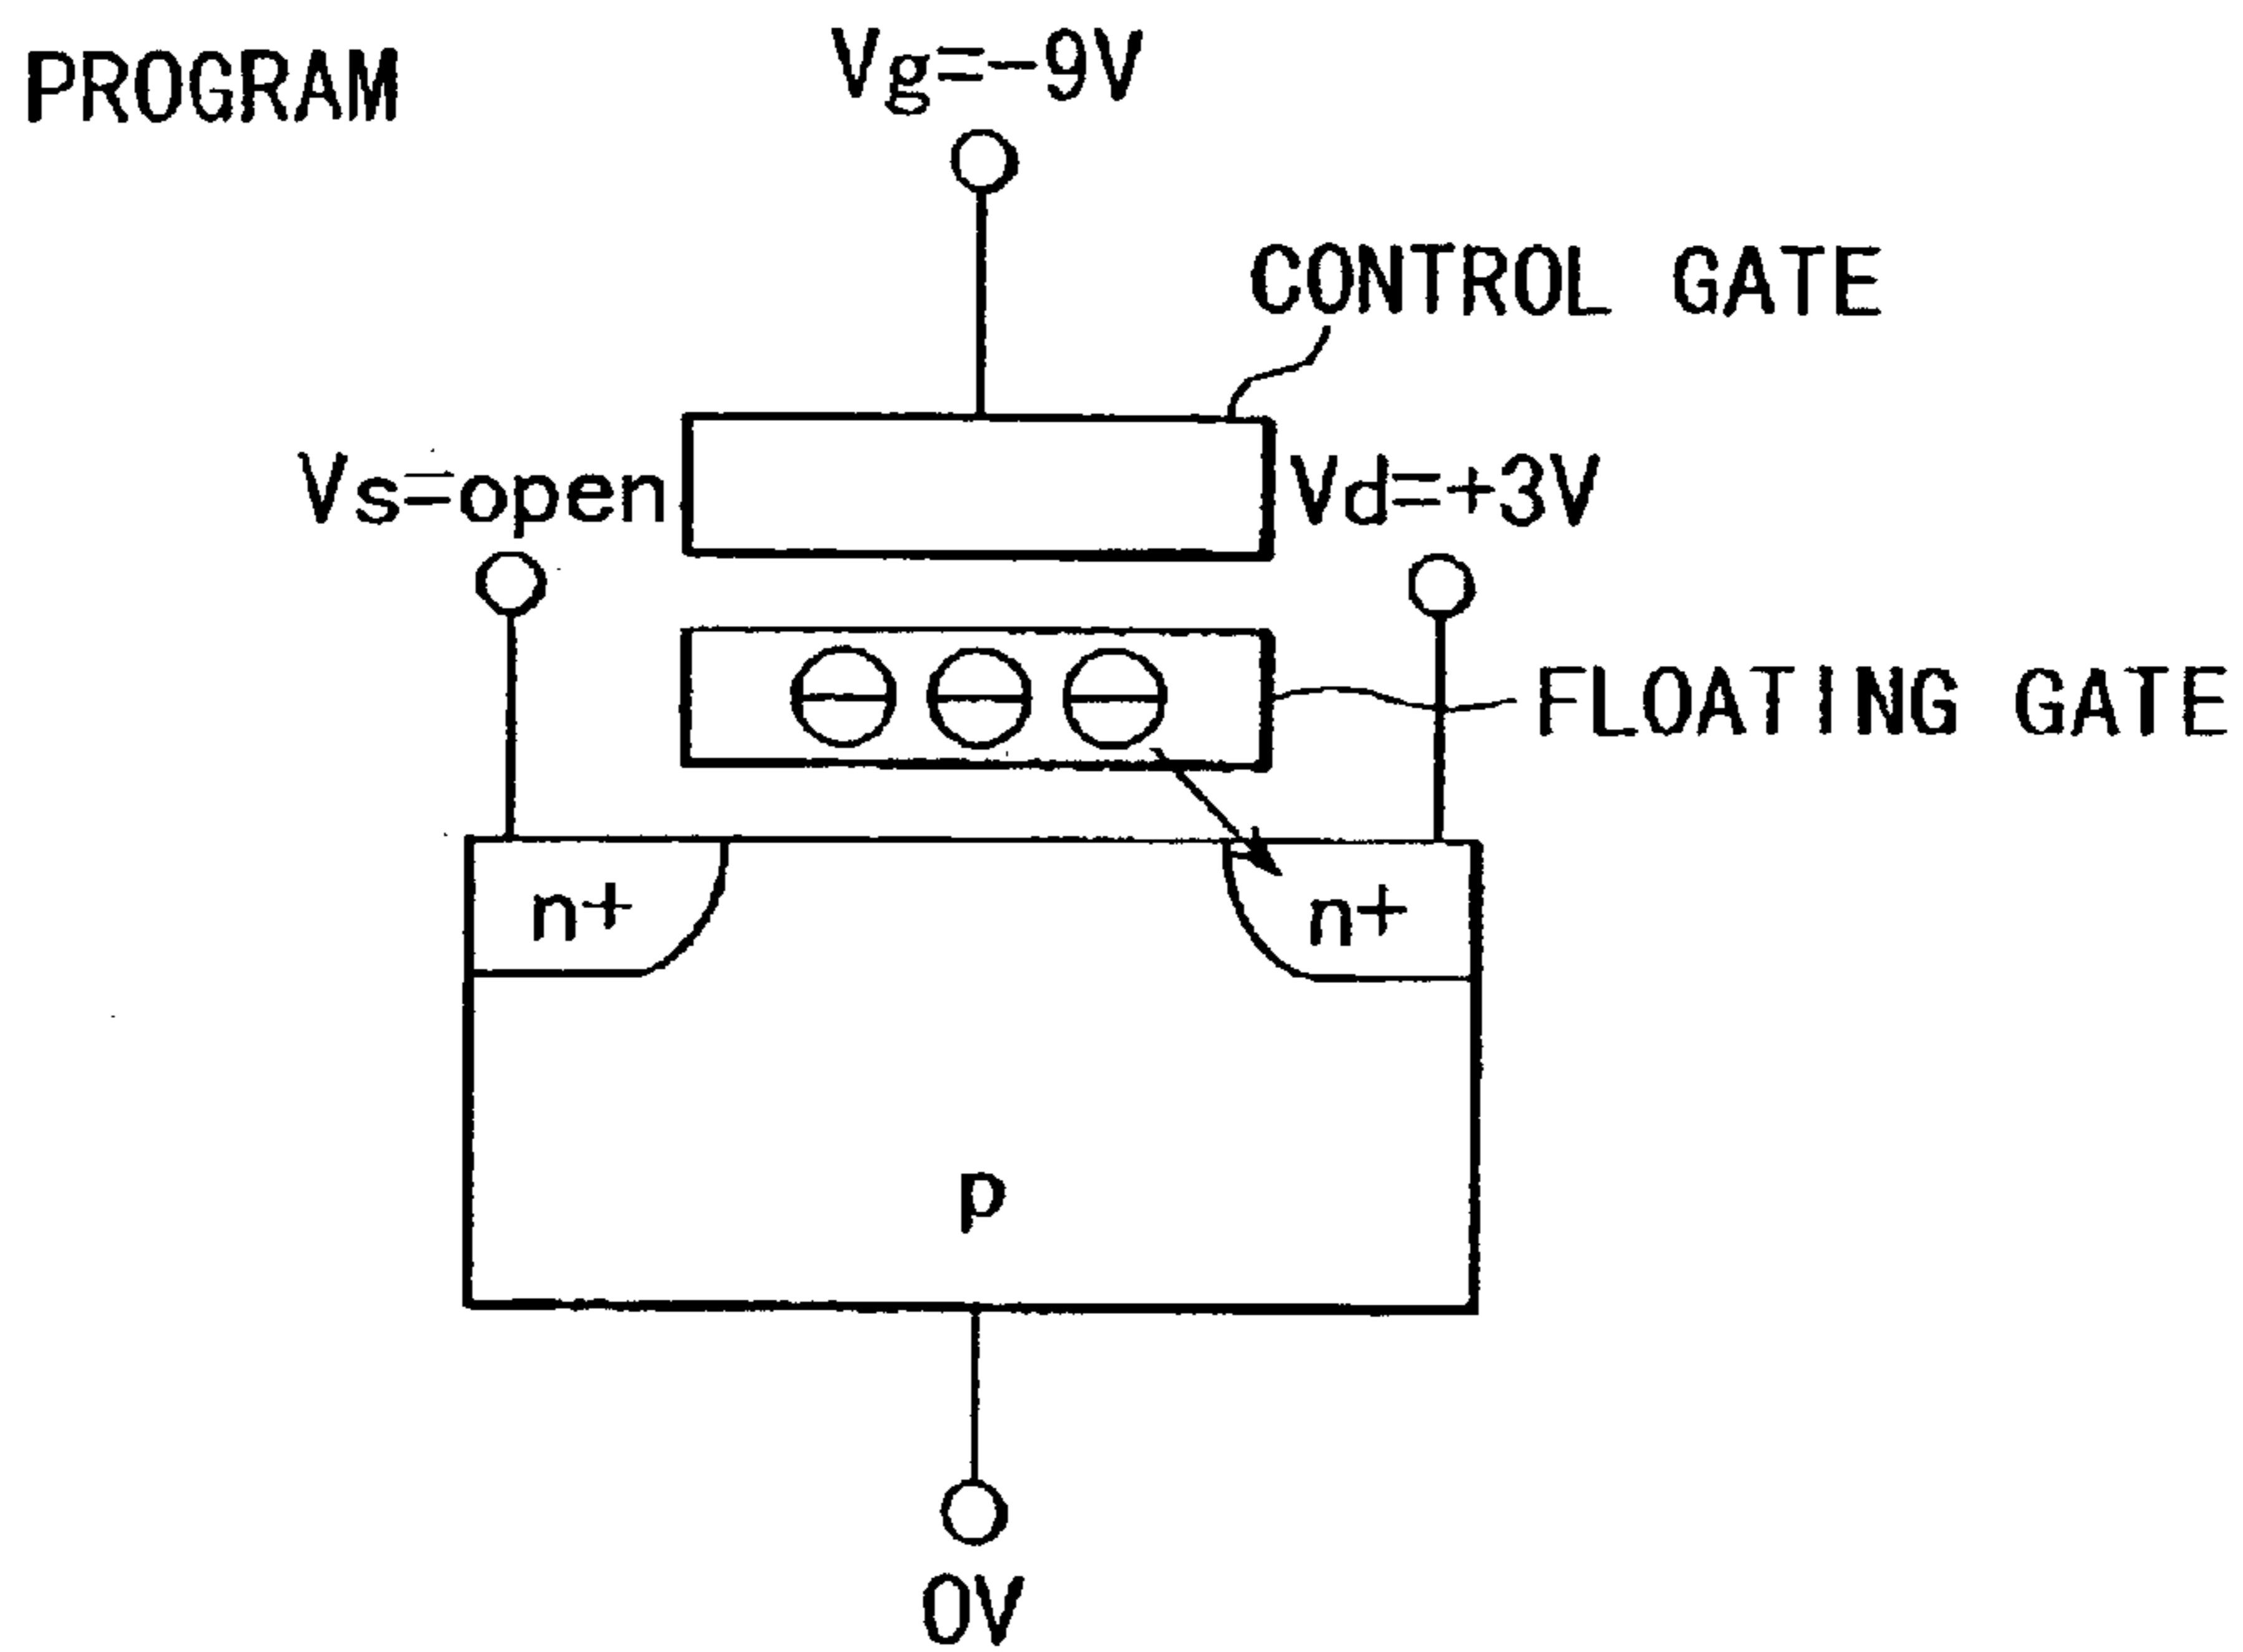 PROGRAM
Vg=-9V
CONTROL GATE
Vs=open
Vd=+3V
FLOATING GATE
n+
n+
p
0V